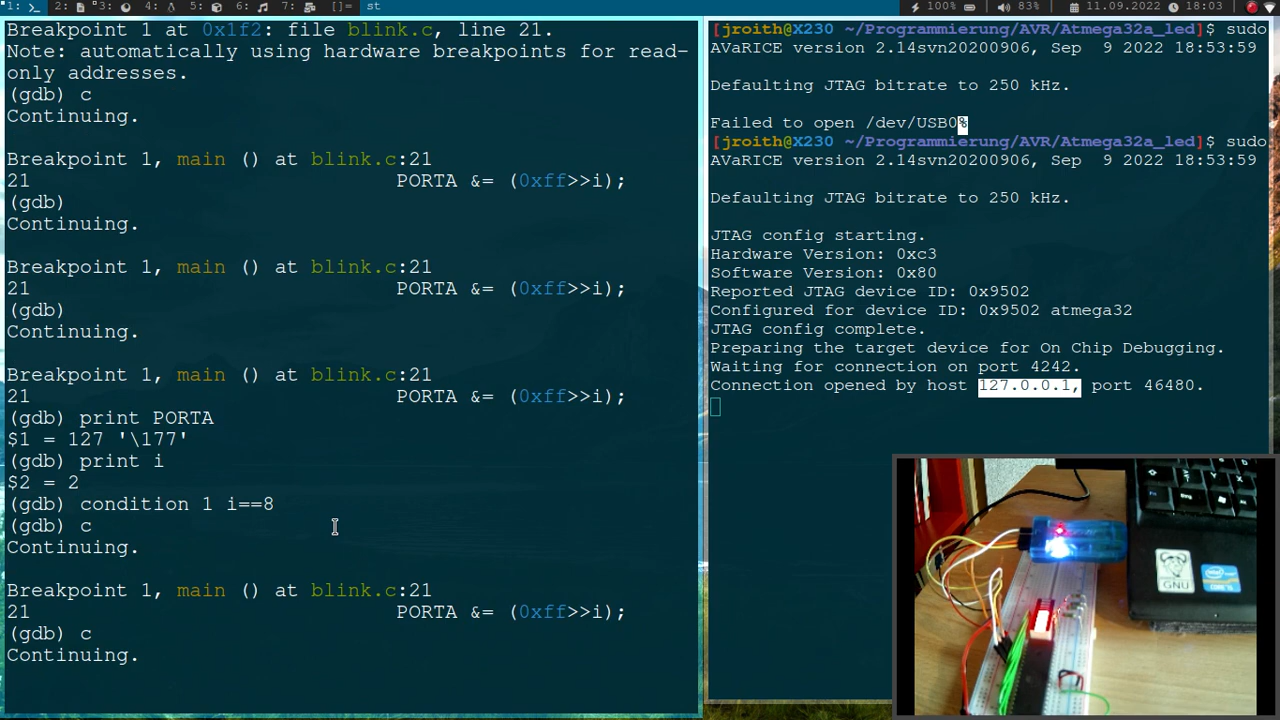 1: 2: 3: 4: 5: 6: 7: []= st 100% 83% 11.09.2022 18:03
Breakpoint 1 at 0x1f2: file blink.c, line 21.
Note: automatically using hardware breakpoints for read-
only addresses.
(gdb) c
Continuing.
Breakpoint 1, main () at blink.c:21
21 PORTA &= (0xff>>i);
(gdb)
Continuing.
Breakpoint 1, main () at blink.c:21
21 PORTA &= (0xff>>i);
(gdb)
Continuing.
Breakpoint 1, main () at blink.c:21
21 PORTA &= (0xff>>i);
(gdb) print PORTA
$1 = 127 '\177'
(gdb) print i
$2 = 2
(gdb) condition 1 i==8
(gdb) c
Continuing.
Breakpoint 1, main () at blink.c:21
21 PORTA &= (0xff>>i);
(gdb) c
Continuing.
[jroith@X230 ~/Programmierung/AVR/Atmega32a_led]$ sudo
AVaRICE version 2.14svn20200906, Sep  9 2022 18:53:59
Defaulting JTAG bitrate to 250 kHz.
Failed to open /dev/USB0%
[jroith@X230 ~/Programmierung/AVR/Atmega32a_led]$ sudo
AVaRICE version 2.14svn20200906, Sep  9 2022 18:53:59
Defaulting JTAG bitrate to 250 kHz.
JTAG config starting.
Hardware Version: 0xc3
Software Version: 0x80
Reported JTAG device ID: 0x9502
Configured for device ID: 0x9502 atmega32
JTAG config complete.
Preparing the target device for On Chip Debugging.
Waiting for connection on port 4242.
Connection opened by host 127.0.0.1, port 46480.
GNU
intel